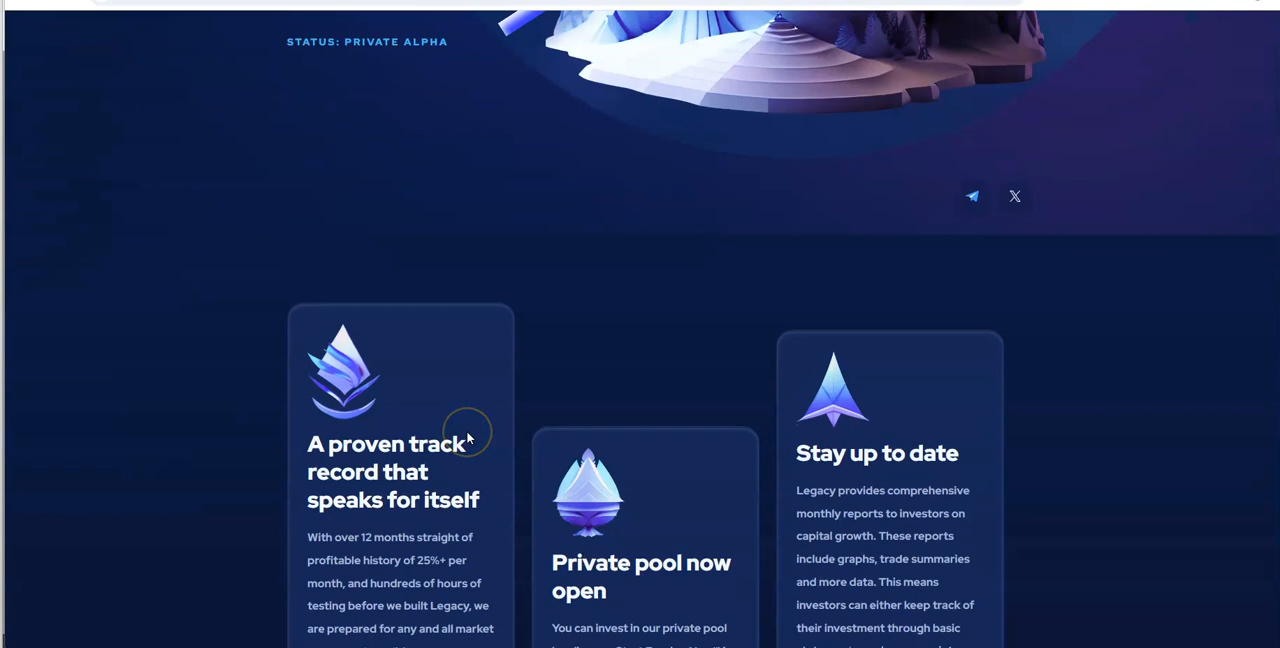 STATUS: PRIVATE ALPHA
A proven track
record that
speaks for itself
With over 12 months straight of
profitable history of 25%+ per
month, and hundreds of hours of
testing before we built Legacy, we
are prepared for any and all market
Private pool now
open
You can invest in our private pool
Stay up to date
Legacy provides comprehensive
monthly reports to investors on
capital growth. These reports
include graphs, trade summaries
and more data. This means
investors can either keep track of
their investment through basic